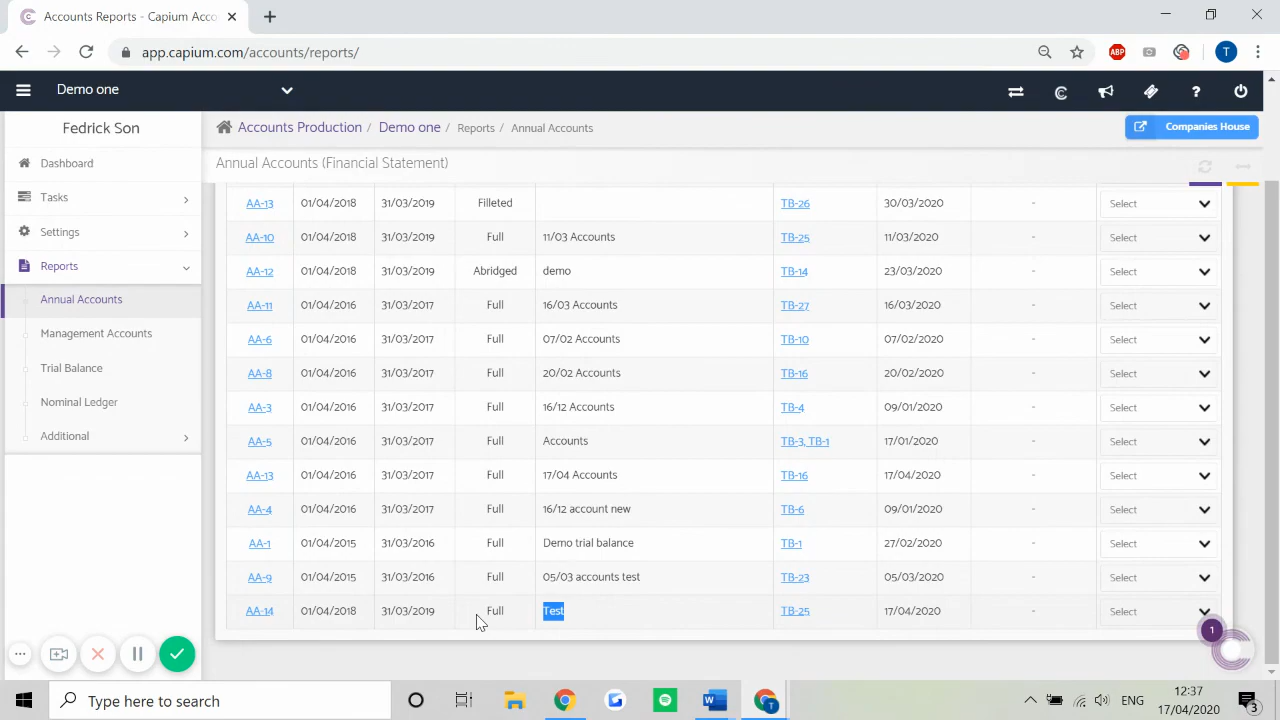 Accounts Reports - Capium Acco
app.capium.com/accounts/reports/
ABP
T
Demo one
Fedrick Son
Accounts Production / Demo one / Reports / Annual Accounts
Companies House
Annual Accounts (Financial Statement)
Dashboard
Tasks
Settings
Reports
Annual Accounts
Management Accounts
Trial Balance
Nominal Ledger
Additional
AA-13 01/04/2018 31/03/2019 Filleted TB-26 30/03/2020 - Select
AA-10 01/04/2018 31/03/2019 Full 11/03 Accounts TB-25 11/03/2020 - Select
AA-12 01/04/2018 31/03/2019 Abridged demo TB-14 23/03/2020 - Select
AA-11 01/04/2016 31/03/2017 Full 16/03 Accounts TB-27 16/03/2020 - Select
AA-6 01/04/2016 31/03/2017 Full 07/02 Accounts TB-10 07/02/2020 - Select
AA-8 01/04/2016 31/03/2017 Full 20/02 Accounts TB-16 20/02/2020 - Select
AA-3 01/04/2016 31/03/2017 Full 16/12 Accounts TB-4 09/01/2020 - Select
AA-5 01/04/2016 31/03/2017 Full Accounts TB-3, TB-1 17/01/2020 - Select
AA-13 01/04/2016 31/03/2017 Full 17/04 Accounts TB-16 17/04/2020 - Select
AA-4 01/04/2016 31/03/2017 Full 16/12 account new TB-6 09/01/2020 - Select
AA-1 01/04/2015 31/03/2016 Full Demo trial balance TB-1 27/02/2020 - Select
AA-9 01/04/2015 31/03/2016 Full 05/03 accounts test TB-23 05/03/2020 - Select
AA-14 01/04/2018 31/03/2019 Full Test TB-25 17/04/2020 - Select
1
Type here to search
T
ENG
12:37
17/04/2020
3